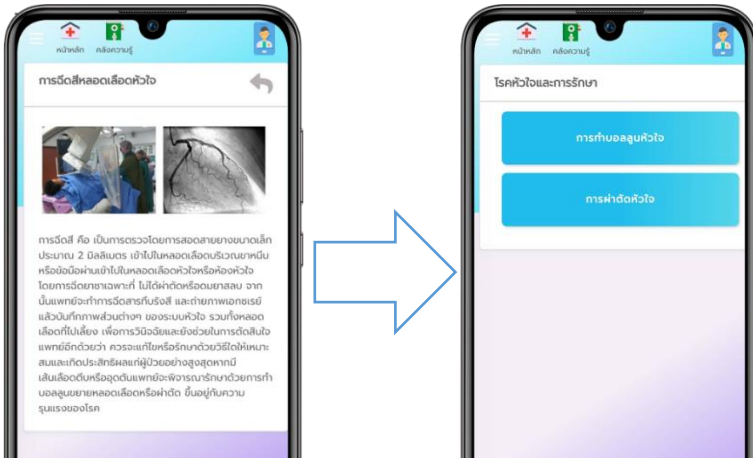 หน้าหลัก คลังความรู้
การฉีดสีหลอดเลือดหัวใจ
การฉีดสี คือ เป็นการตรวจโดยการสอดสายยางขนาดเล็ก
ประมาณ 2 มิลลิเมตร เข้าไปในหลอดเลือดบริเวณขาหนีบ
หรือข้อมือผ่านเข้าไปในหลอดเลือดหัวใจหรือห้องหัวใจ
โดยการฉีดยาชาเฉพาะที่ ไม่ได้ผ่าตัดหรือดมยาสลบ จาก
นั้นแพทย์จะทำการฉีดสารทึบรังสี และถ่ายภาพเอกซเรย์
แล้วบันทึกภาพส่วนต่างๆ ของระบบหัวใจ รวมทั้งหลอด
เลือดที่ไปเลี้ยง เพื่อการวินิจฉัยและยังช่วยในการตัดสินใจ
แพทย์อีกด้วยว่า ควรจะแก้ไขหรือรักษาด้วยวิธีใดให้เหมาะ
สมและเกิดประสิทธิผลแก่ผู้ป่วยอย่างสูงสุดหากมี
เส้นเลือดตีบหรืออุดตันแพทย์จะพิจารณารักษาด้วยการทำ
บอลลูนขยายหลอดเลือดหรือผ่าตัด ขึ้นอยู่กับความ
รุนแรงของโรค
หน้าหลัก คลังความรู้
โรคหัวใจและการรักษา
การทำบอลลูนหัวใจ
การผ่าตัดหัวใจ